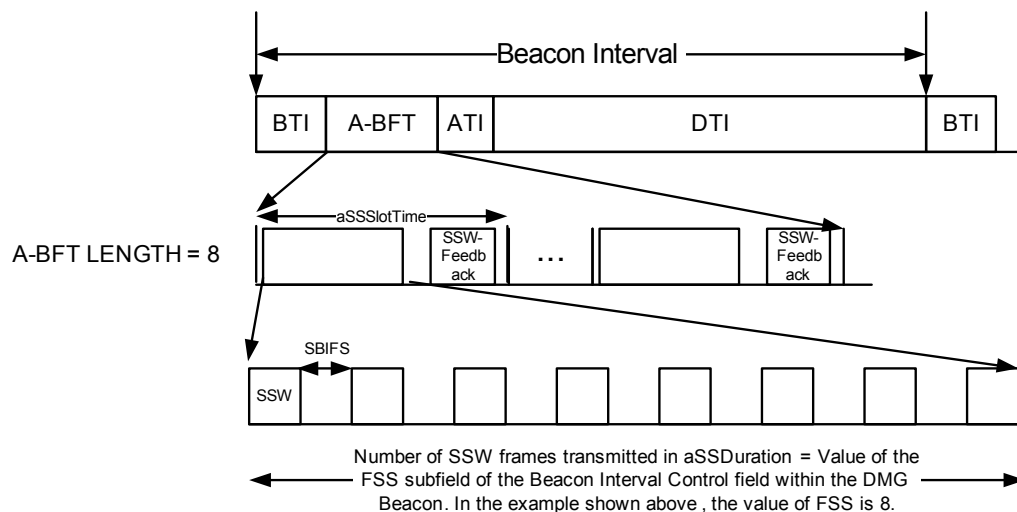 Beacon Interval
BTI A-BFT ATI DTI BTI
aSSSlotTime
A-BFT LENGTH = 8
SSW-
Feedb
ack
...
SSW-
Feedb
ack
SBIFS
SSW
Number of SSW frames transmitted in aSSDuration = Value of the
FSS subfield of the Beacon Interval Control field within the DMG
Beacon. In the example shown above , the value of FSS is 8.